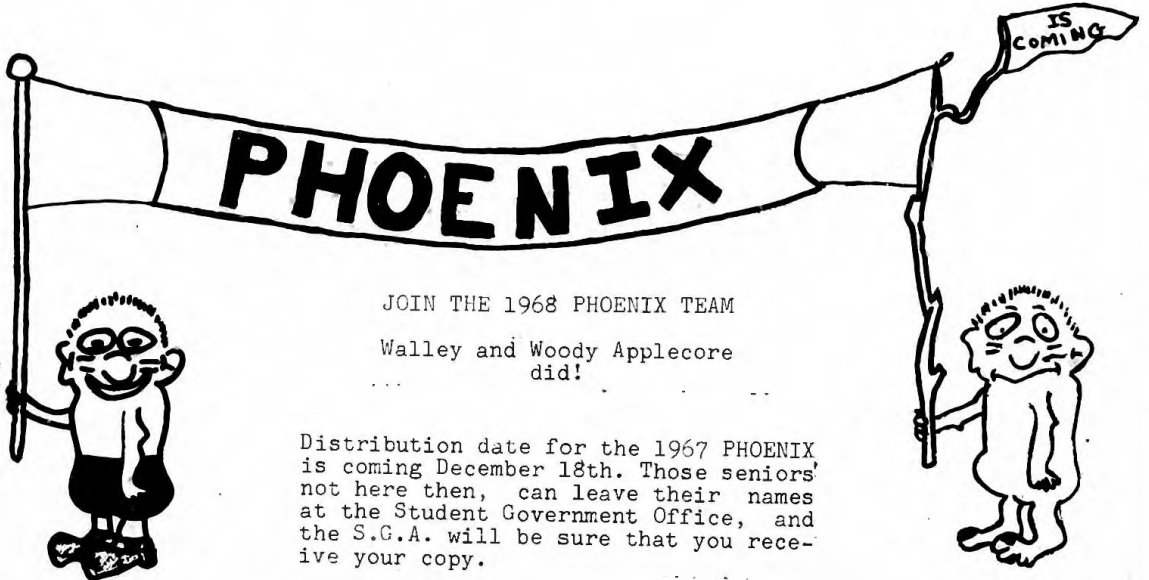 IS
COMING
PHOENIX
JOIN THE 1968 PHOENIX TEAM
Walley and Woody Applecore
did!
Distribution date for the 1967 PHOENIX
is coming December 18th. Those seniors'
not here then, can leave their names
at the Student Government Office, and
the S.G.A. will be sure that you rece-
ive your copy.